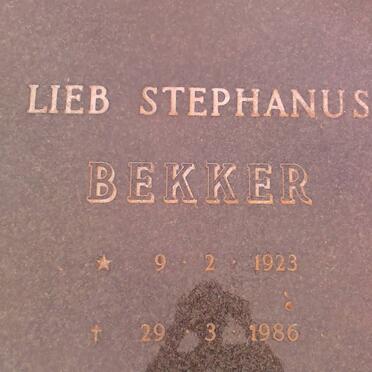 LIEB STEPHANUS
BEKKER
★ 9 · 2 · 1923
† 29 · 3 · 1986